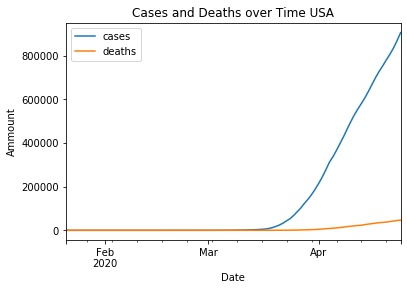 Cases and Deaths over Time USA
cases
deaths
800000
600000
400000
200000
0
Ammount
Feb
2020
Mar
Apr
Date